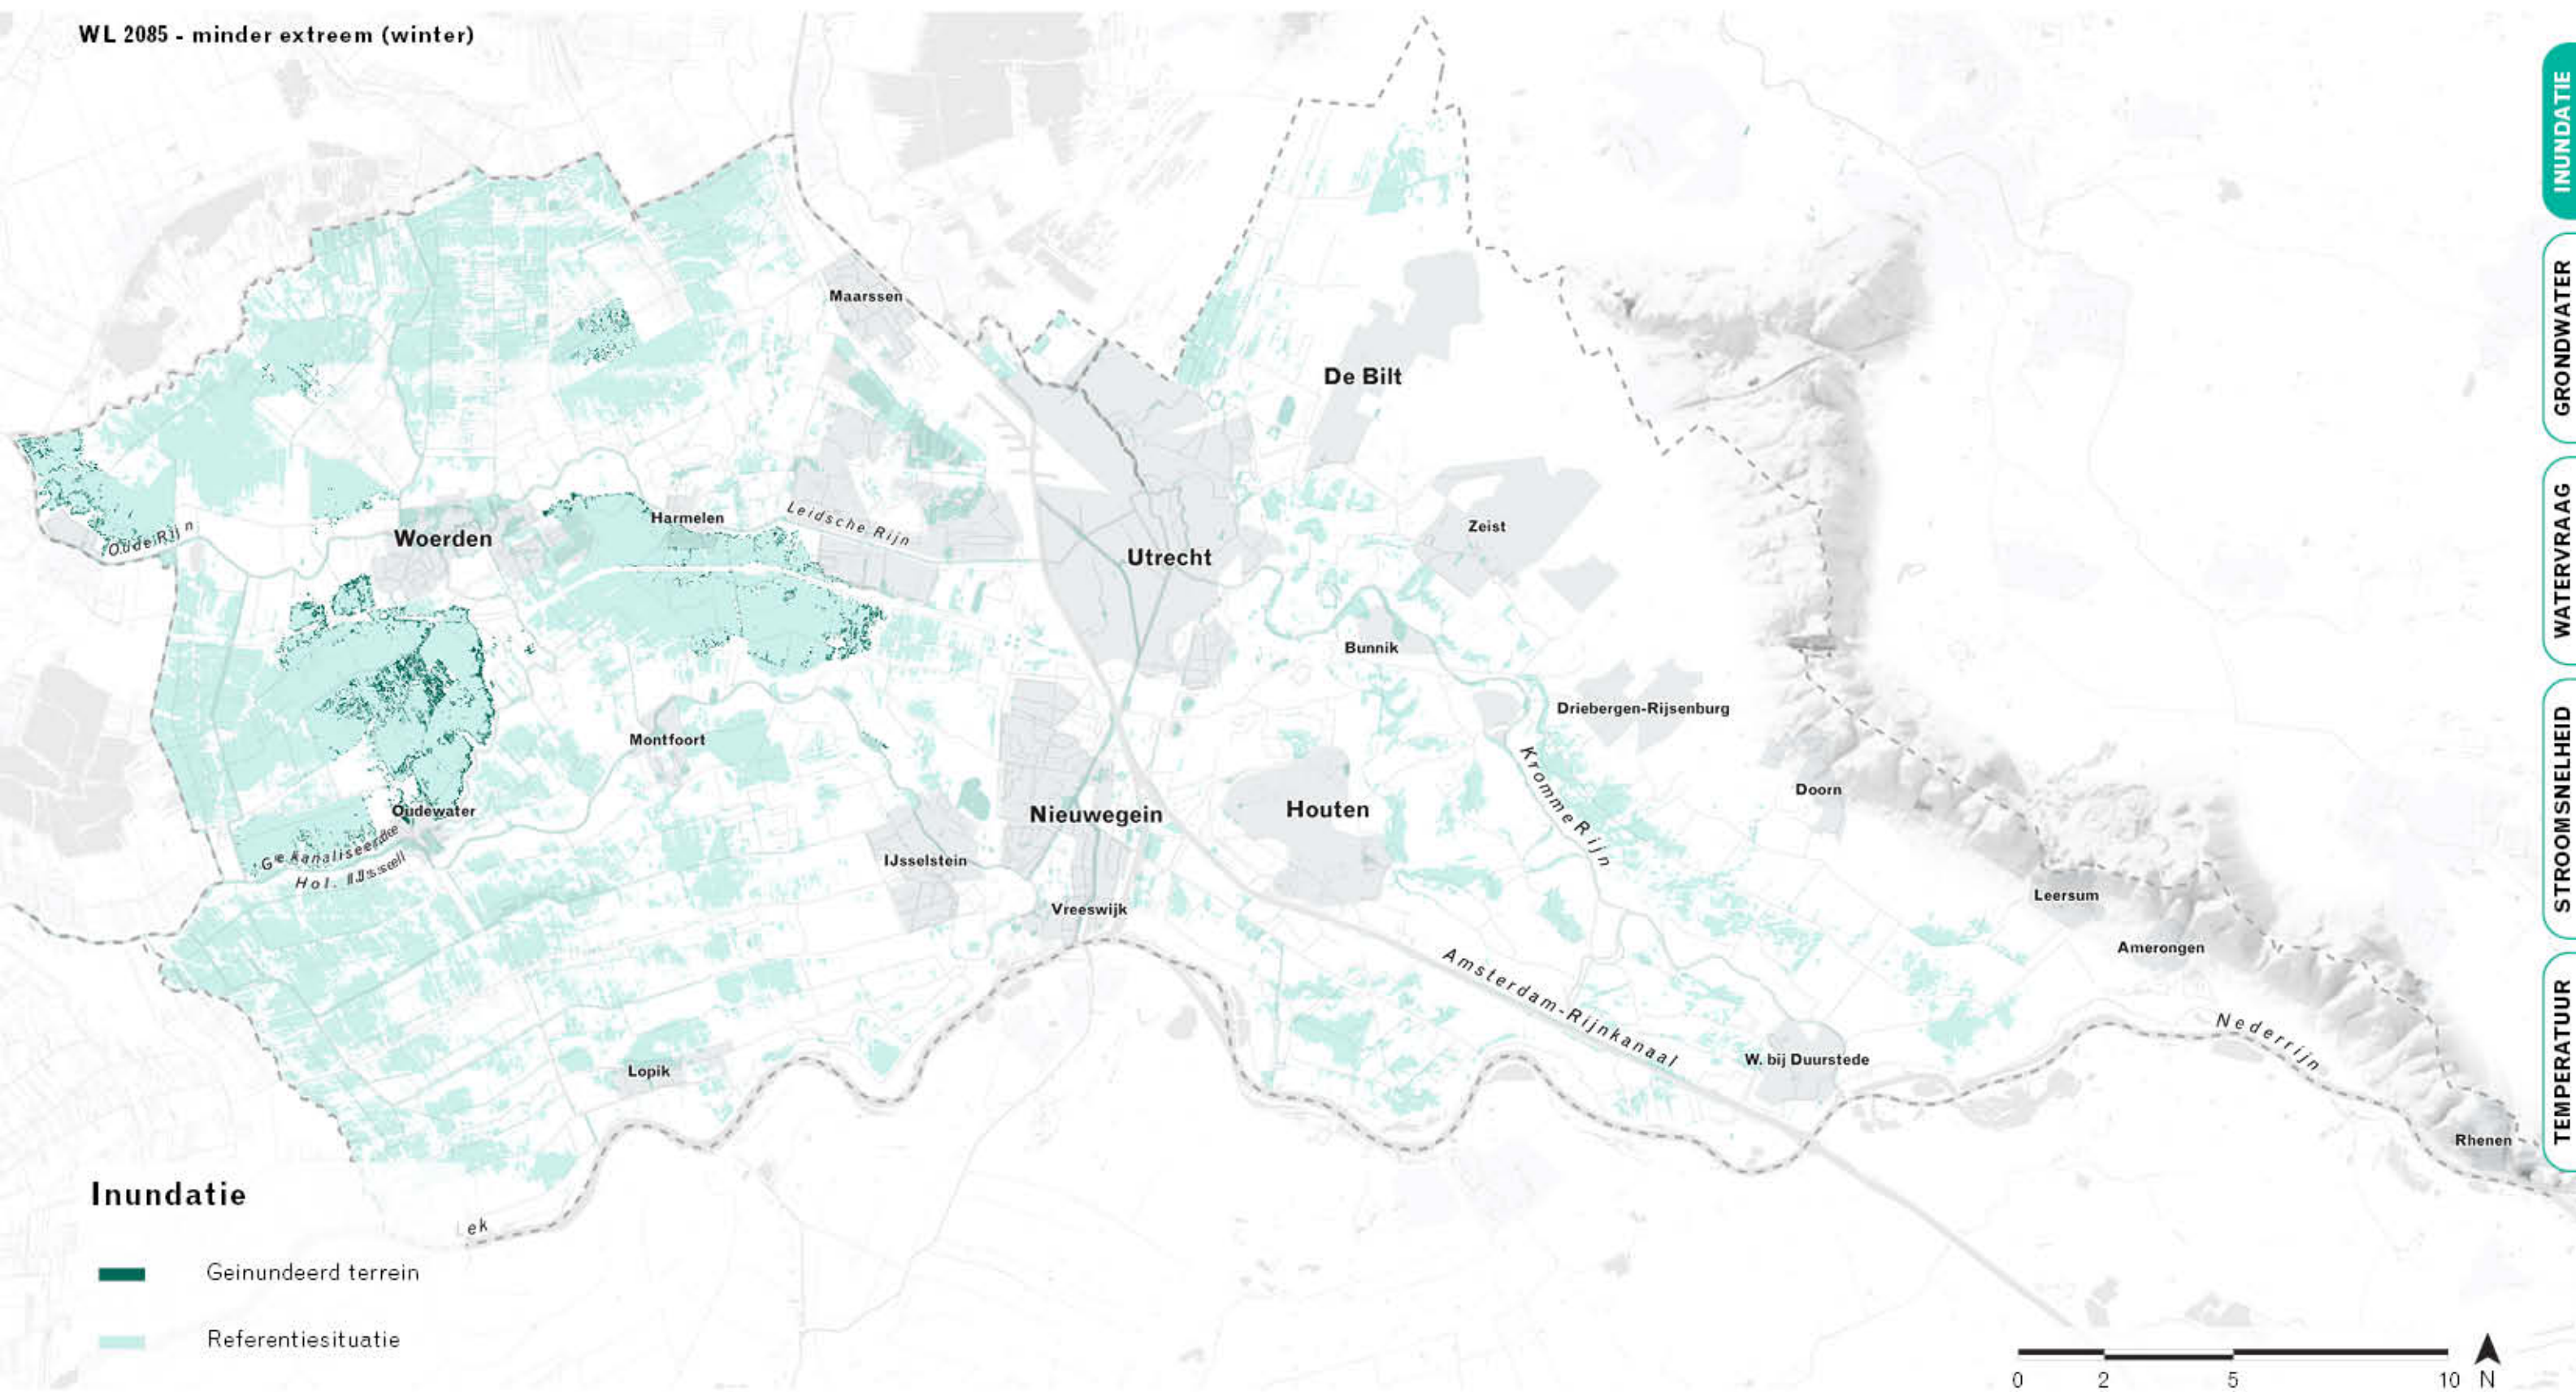 WL 2085 - minder extreem (winter)
INUNDATIE
GRONDWATER
WATERVRAAG
STROOMSNELHEID
TEMPERATUUR
Maarssen
De Bilt
Oude Rijn
Woerden
Harmelen
Leidsche Rijn
Utrecht
Zeist
Bunnik
Driebergen-Rijsenburg
Montfoort
Kromme Rijn
Doorn
Oudewater
Gekanaliseerde
Hol. IJssel
Nieuwegein
Houten
IJsselstein
Vreeswijk
Leersum
Amerongen
Amsterdam-Rijnkanaal
Nederrijn
Lopik
W. bij Duurstede
Rhenen
Lek
Inundatie
Geinundeerd terrein
Referentiesituatie
0 2 5 10 N